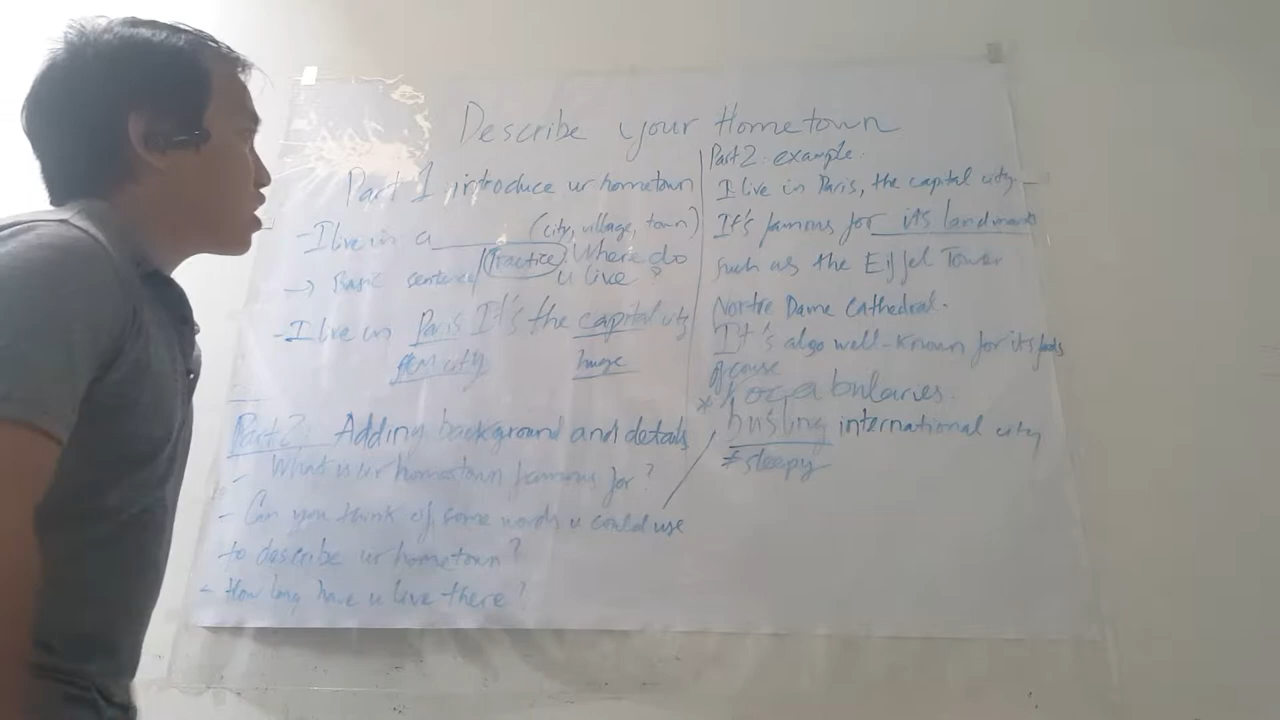 Describe your Hometown
Part 1 introduce ur hometown
- I live in a ____ (city, village, town)
-> Basic sentence / Practice: Where do u live?
- I live in Paris It's the capital city
huge
Part 2: Adding background and details
- What is ur hometown famous for?
- Can you think of some words u could use
to describe ur hometown?
- How long have u live there?
Part 2: example:
I live in Paris, the capital city.
It's famous for its landmarks
such as the Eiffel Tower
Nortre Dame Cathedral.
It's also well-known for its foods
of couse
* Vocabularies.
busling international city
≠ sleepy